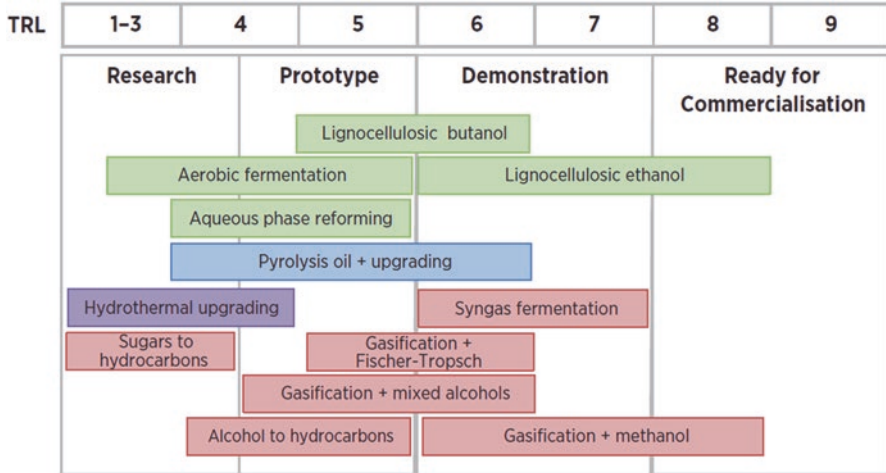 TRL 1–3 4 5 6 7 8 9
Research Prototype Demonstration Ready for
Commercialisation
Lignocellulosic butanol
Aerobic fermentation Lignocellulosic ethanol
Aqueous phase reforming
Pyrolysis oil + upgrading
Hydrothermal upgrading Syngas fermentation
Sugars to
hydrocarbons
Gasification +
Fischer-Tropsch
Gasification + mixed alcohols
Alcohol to hydrocarbons Gasification + methanol